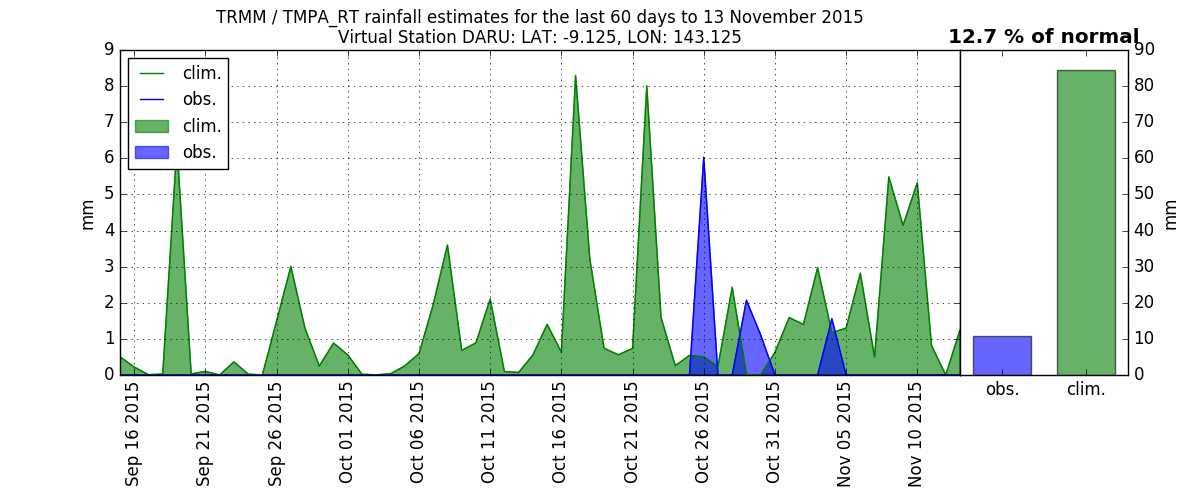 TRMM / TMPA_RT rainfall estimates for the last 60 days to 13 November 2015
Virtual Station DARU: LAT: -9.125, LON: 143.125
12.7 % of normal
clim.
obs.
clim.
obs.
mm
9
8
7
6
5
4
3
2
1
0
Sep 16 2015
Sep 21 2015
Sep 26 2015
Oct 01 2015
Oct 06 2015
Oct 11 2015
Oct 16 2015
Oct 21 2015
Oct 26 2015
Oct 31 2015
Nov 05 2015
Nov 10 2015
obs.
clim.
90
80
70
60
50
40
30
20
10
0
mm